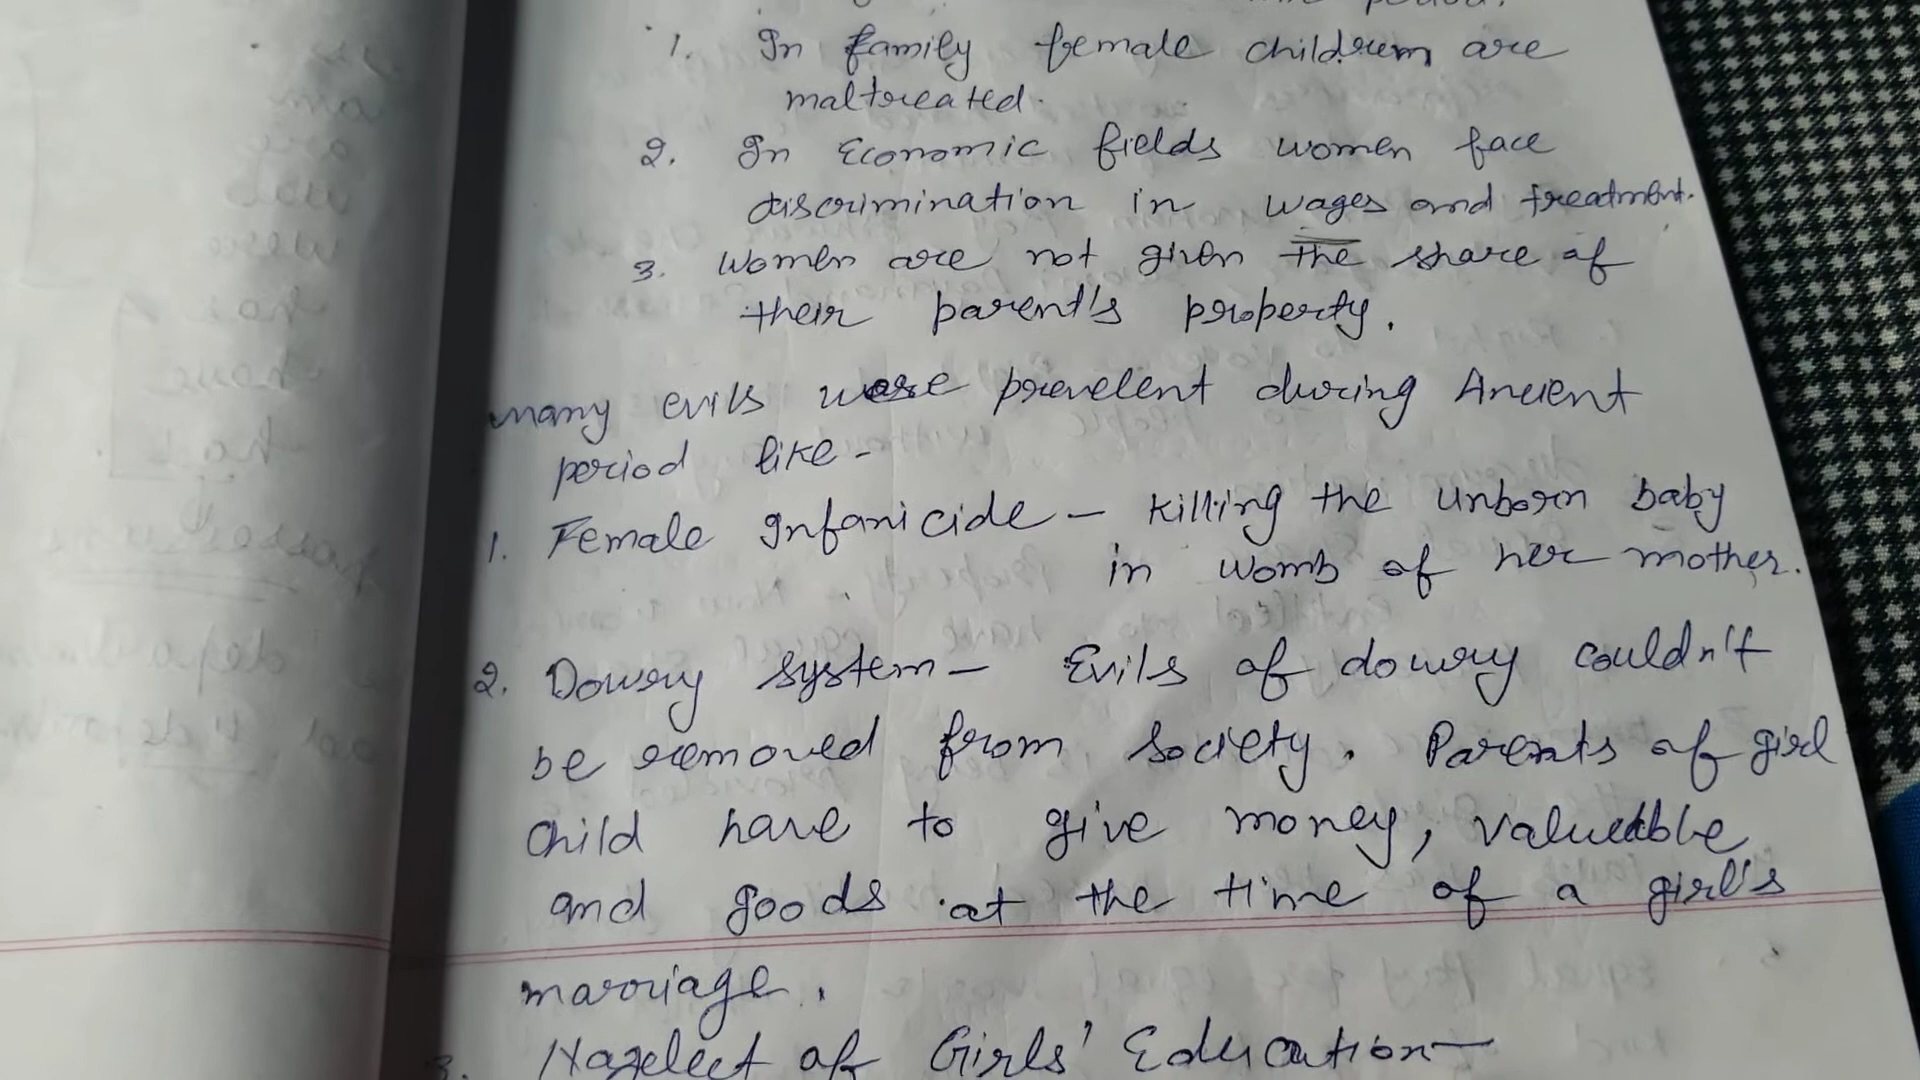 period.
1. In family female children are
maltreated.
2. In Economic fields women face
discrimination in wages and treatment.
3. Women are not given the share of
their parent's property.
many evils were prevelent during Ancient
period like -
1. Female Infanicide - Killing the unborn baby
in womb of her mother.
2. Dowry system - Evils of dowry couldn't
be removed from society. Parents of girl
child have to give money, valuable
and goods at the time of a girl's
marriage.
3. Neglect of Girls' Education -